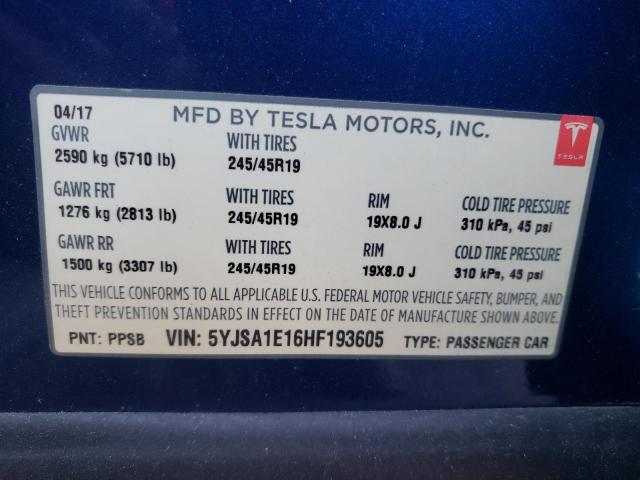 04/17 MFD BY TESLA MOTORS, INC.
TESLA
GVWR WITH TIRES
2590 kg (5710 lb) 245/45R19
GAWR FRT WITH TIRES RIM COLD TIRE PRESSURE
1276 kg (2813 lb) 245/45R19 19X8.0 J 310 kPa, 45 psi
GAWR RR WITH TIRES RIM COLD TIRE PRESSURE
1500 kg (3307 lb) 245/45R19 19X8.0 J 310 kPa, 45 psi
THIS VEHICLE CONFORMS TO ALL APPLICABLE U.S. FEDERAL MOTOR VEHICLE SAFETY, BUMPER, AND
THEFT PREVENTION STANDARDS IN EFFECT ON THE DATE OF MANUFACTURE SHOWN ABOVE.
PNT: PPSB VIN: 5YJSA1E16HF193605 TYPE: PASSENGER CAR